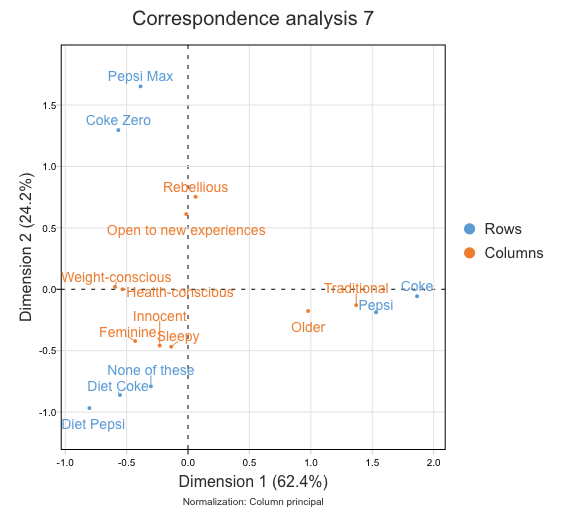 Correspondence analysis 7
Pepsi Max
Coke Zero
Rebellious
Open to new experiences
Weight-conscious
Health-conscious
Traditional
Coke
Pepsi
Older
Innocent
Feminine
Sleepy
None of these
Diet Coke
Diet Pepsi
1.5
1.0
0.5
0.0
-0.5
-1.0
-1.0
-0.5
0.0
0.5
1.0
1.5
2.0
Dimension 2 (24.2%)
Dimension 1 (62.4%)
Normalization: Column principal
Rows
Columns